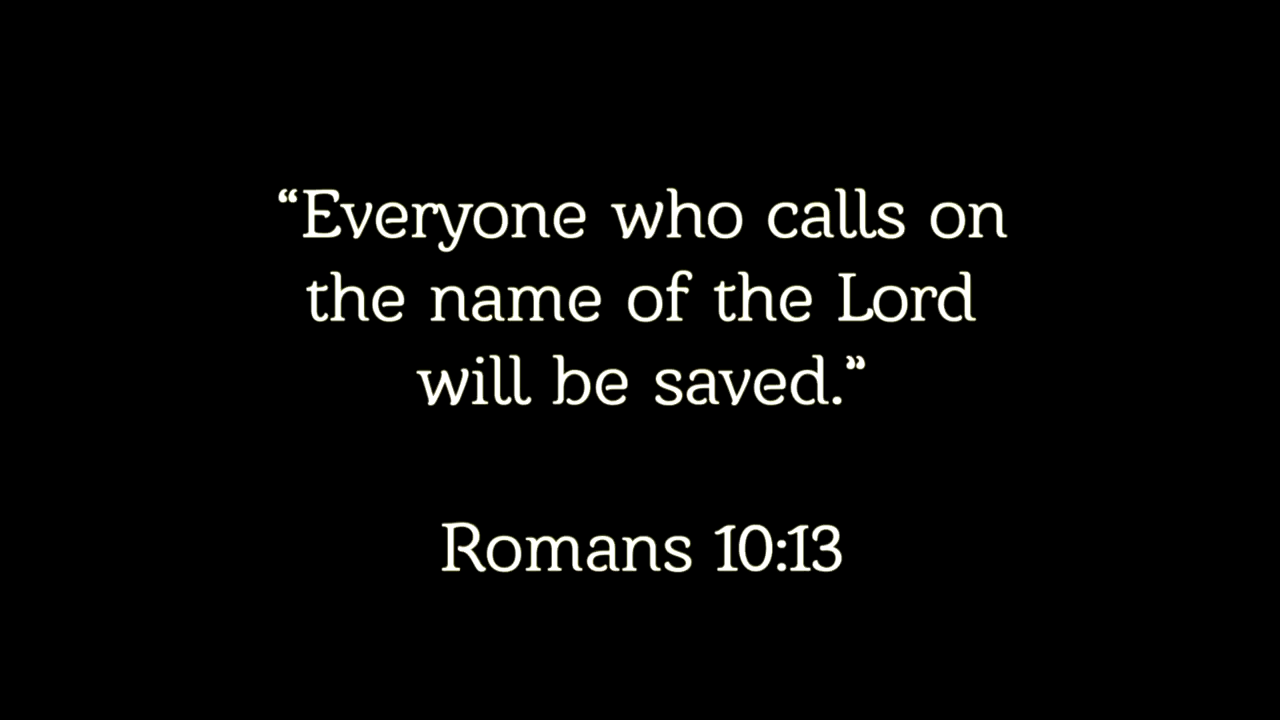 “Everyone who calls on
the name of the Lord
will be saved.”
Romans 10:13